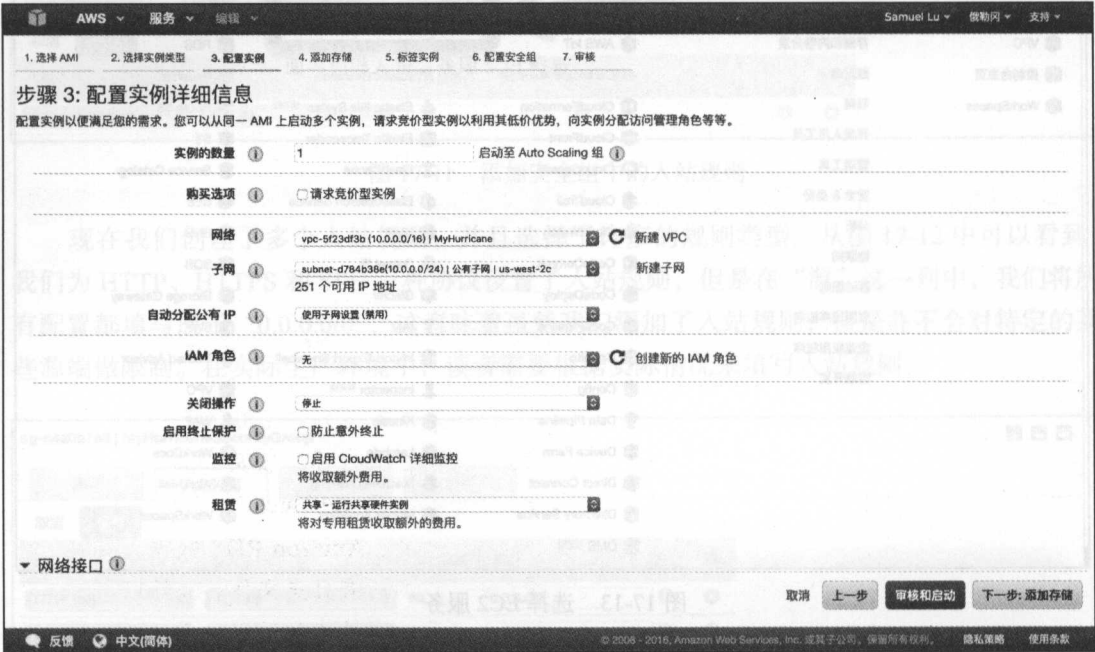 AWS 服务 编辑 Samuel Lu 俄勒冈 支持
1. 选择 AMI 2. 选择实例类型 3. 配置实例 4. 添加存储 5. 标签实例 6. 配置安全组 7. 审核
步骤 3: 配置实例详细信息
配置实例以便满足您的需求。您可以从同一 AMI 上启动多个实例，请求竞价型实例以利用其低价优势，向实例分配访问管理角色等等。
实例的数量 1 启动至 Auto Scaling 组
购买选项 请求竞价型实例
网络 vpc-5f23df3b (10.0.0.0/16) | MyHurricane 新建 VPC
子网 subnet-d764b38e(10.0.0.0/24) | 公有子网 | us-west-2c 新建子网
251 个可用 IP 地址
自动分配公有 IP 使用子网设置 (禁用)
IAM 角色 无 创建新的 IAM 角色
关闭操作 停止
启用终止保护 防止意外终止
监控 启用 CloudWatch 详细监控
将收取额外费用。
租赁 共享 - 运行共享硬件实例
将对专用租赁收取额外的费用。
网络接口
取消 上一步 审核和启动 下一步: 添加存储
反馈 中文(简体) © 2008 - 2016, Amazon Web Services, Inc. 或其子公司。保留所有权利。 隐私策略 使用条款